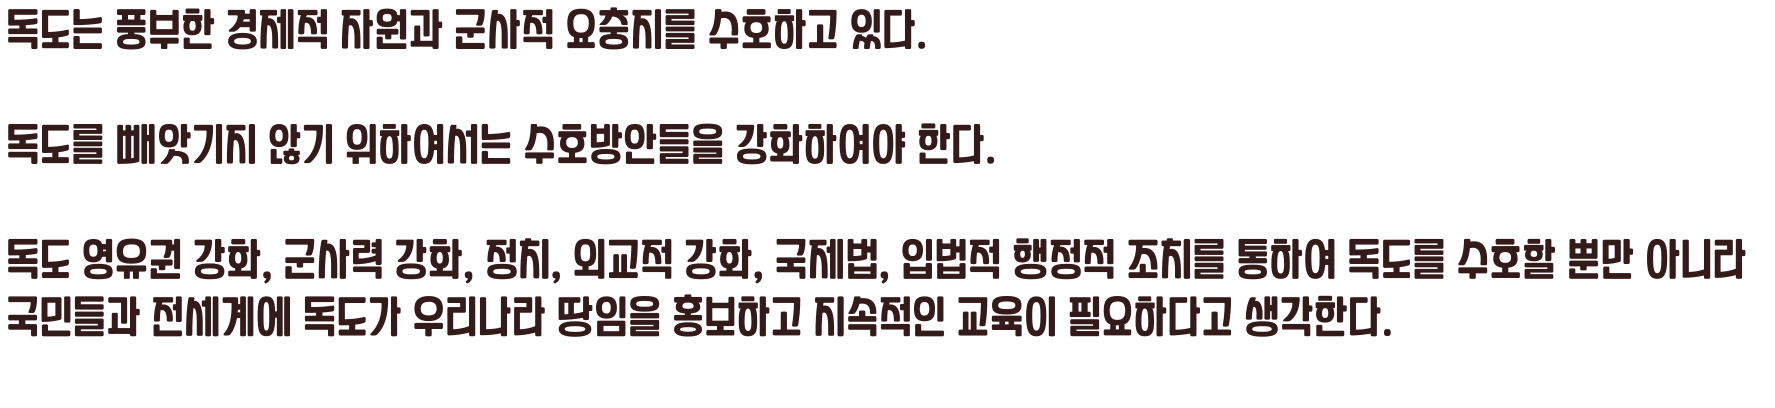 독도는 풍부한 경제적 자원과 군사적 요충지를 수호하고 있다.
독도를 빼앗기지 않기 위하여서는 수호방안들을 강화하여야 한다.
독도 영유권 강화, 군사력 강화, 정치, 외교적 강화, 국제법, 입법적 행정적 조치를 통하여 독도를 수호할 뿐만 아니라
국민들과 전세계에 독도가 우리나라 땅임을 홍보하고 지속적인 교육이 필요하다고 생각한다.